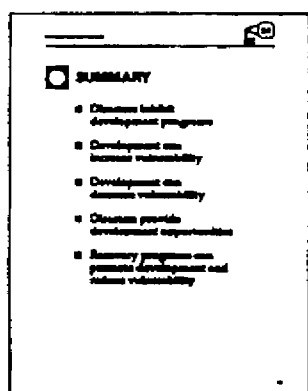 SUMMARY
Disasters inhibit
development programs
Development can
increase vulnerability
Development can
decrease vulnerability
Disasters provide
development opportunities
Recovery programs can
promote development and
reduce vulnerability